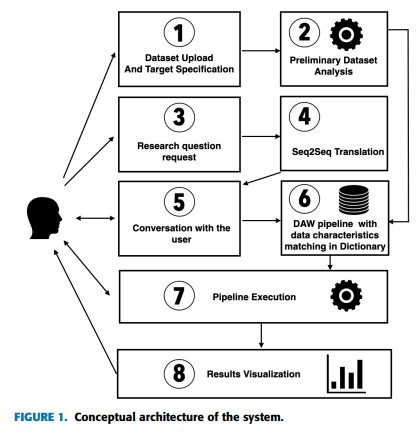 1
Dataset Upload
And Target Specification
2
Preliminary Dataset
Analysis
3
Research question
request
4
Seq2Seq Translation
5
Conversation with the
user
6
DAW pipeline with
data characteristics
matching in Dictionary
7
Pipeline Execution
8
Results Visualization
FIGURE 1. Conceptual architecture of the system.